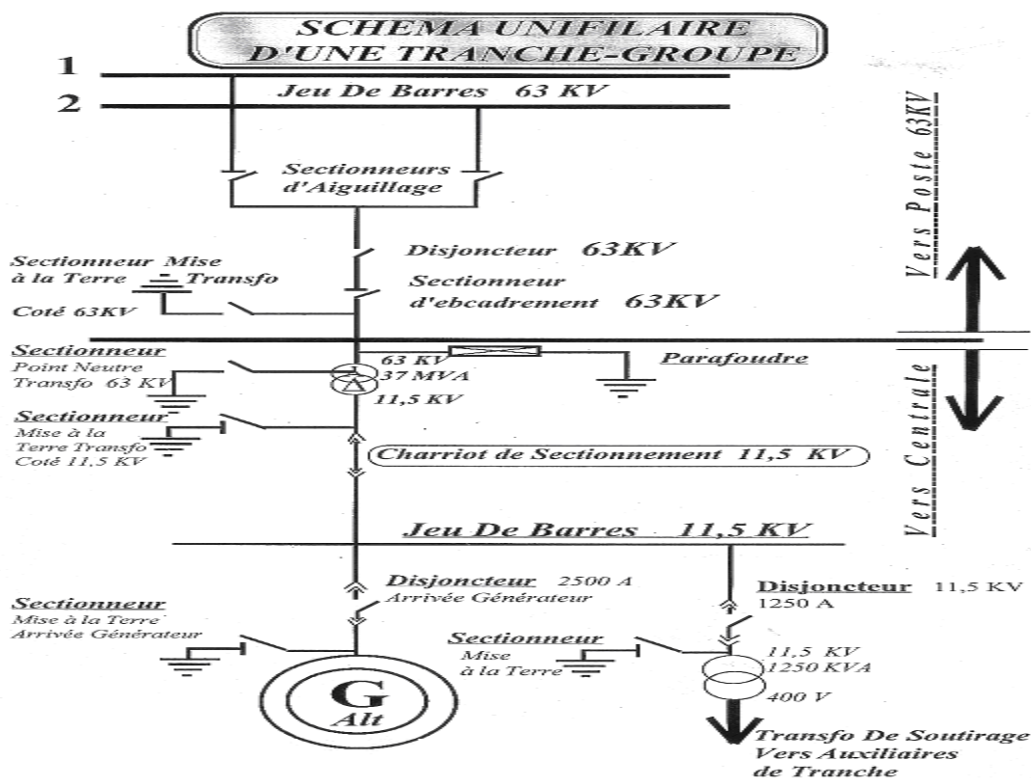 SCHEMA UNIFILAIRE
D'UNE TRANCHE-GROUPE
1
Jeu De Barres 63 KV
2
Sectionneurs
d'Aiguillage
Disjoncteur 63KV
Sectionneur
d'ebcadrement 63KV
Sectionneur Mise
à la Terre Transfo
Coté 63KV
Vers Poste 63KV
Sectionneur
Point Neutre
Transfo 63 KV
63 KV
37 MVA
11,5 KV
Parafoudre
Sectionneur
Mise à la
Terre Transfo
Coté 11,5 KV
Charriot de Sectionnement 11,5 KV
Vers Centrale
Jeu De Barres 11,5 KV
Disjoncteur 2500 A
Arrivée Générateur
Disjoncteur 11,5 KV
1250 A
Sectionneur
Mise à la Terre
Arrivée Générateur
Sectionneur
Mise
à la Terre
11,5 KV
1250 KVA
400 V
G
Alt
Transfo De Soutirage
Vers Auxiliaires
de Tranche